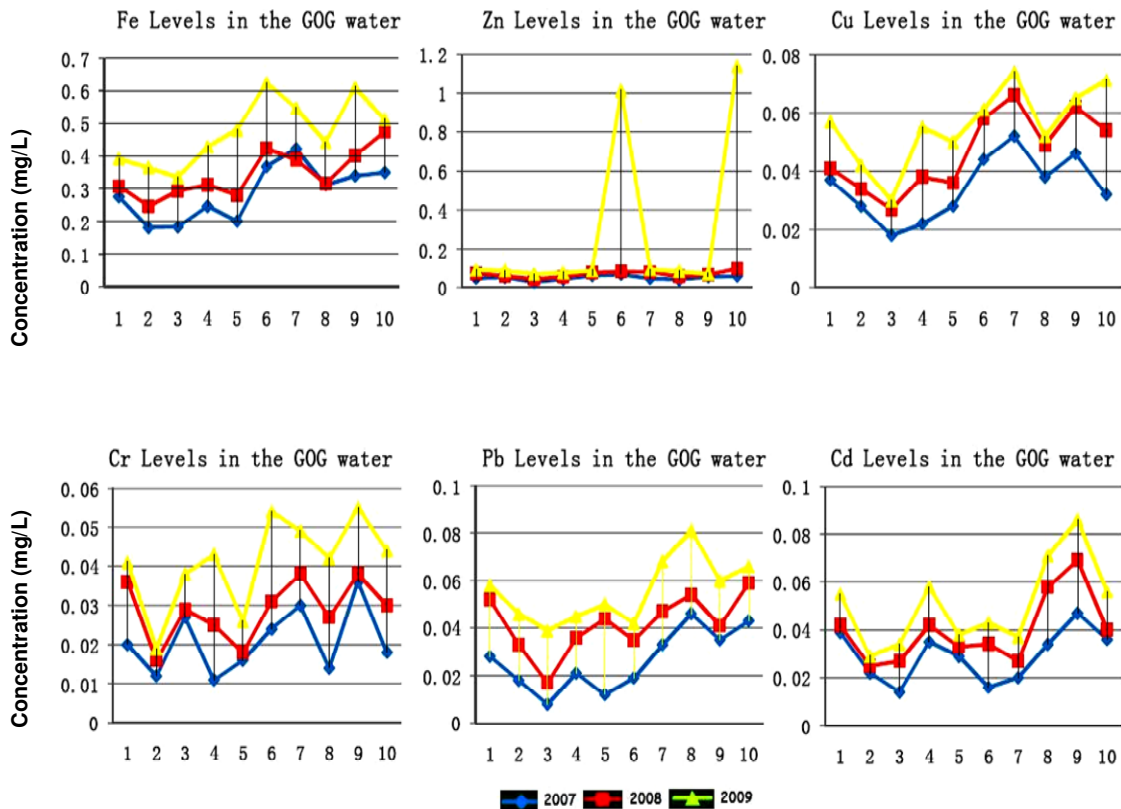 Fe Levels in the GOG water
Zn Levels in the GOG water
Cu Levels in the GOG water
Concentration (mg/L)
0.7
0.6
0.5
0.4
0.3
0.2
0.1
0
1 2 3 4 5 6 7 8 9 10
1.2
1
0.8
0.6
0.4
0.2
0
1 2 3 4 5 6 7 8 9 10
0.08
0.06
0.04
0.02
0
1 2 3 4 5 6 7 8 9 10
Cr Levels in the GOG water
Pb Levels in the GOG water
Cd Levels in the GOG water
Concentration (mg/L)
0.06
0.05
0.04
0.03
0.02
0.01
0
1 2 3 4 5 6 7 8 9 10
0.1
0.08
0.06
0.04
0.02
0
1 2 3 4 5 6 7 8 9 10
0.1
0.08
0.06
0.04
0.02
0
1 2 3 4 5 6 7 8 9 10
2007 2008 2009